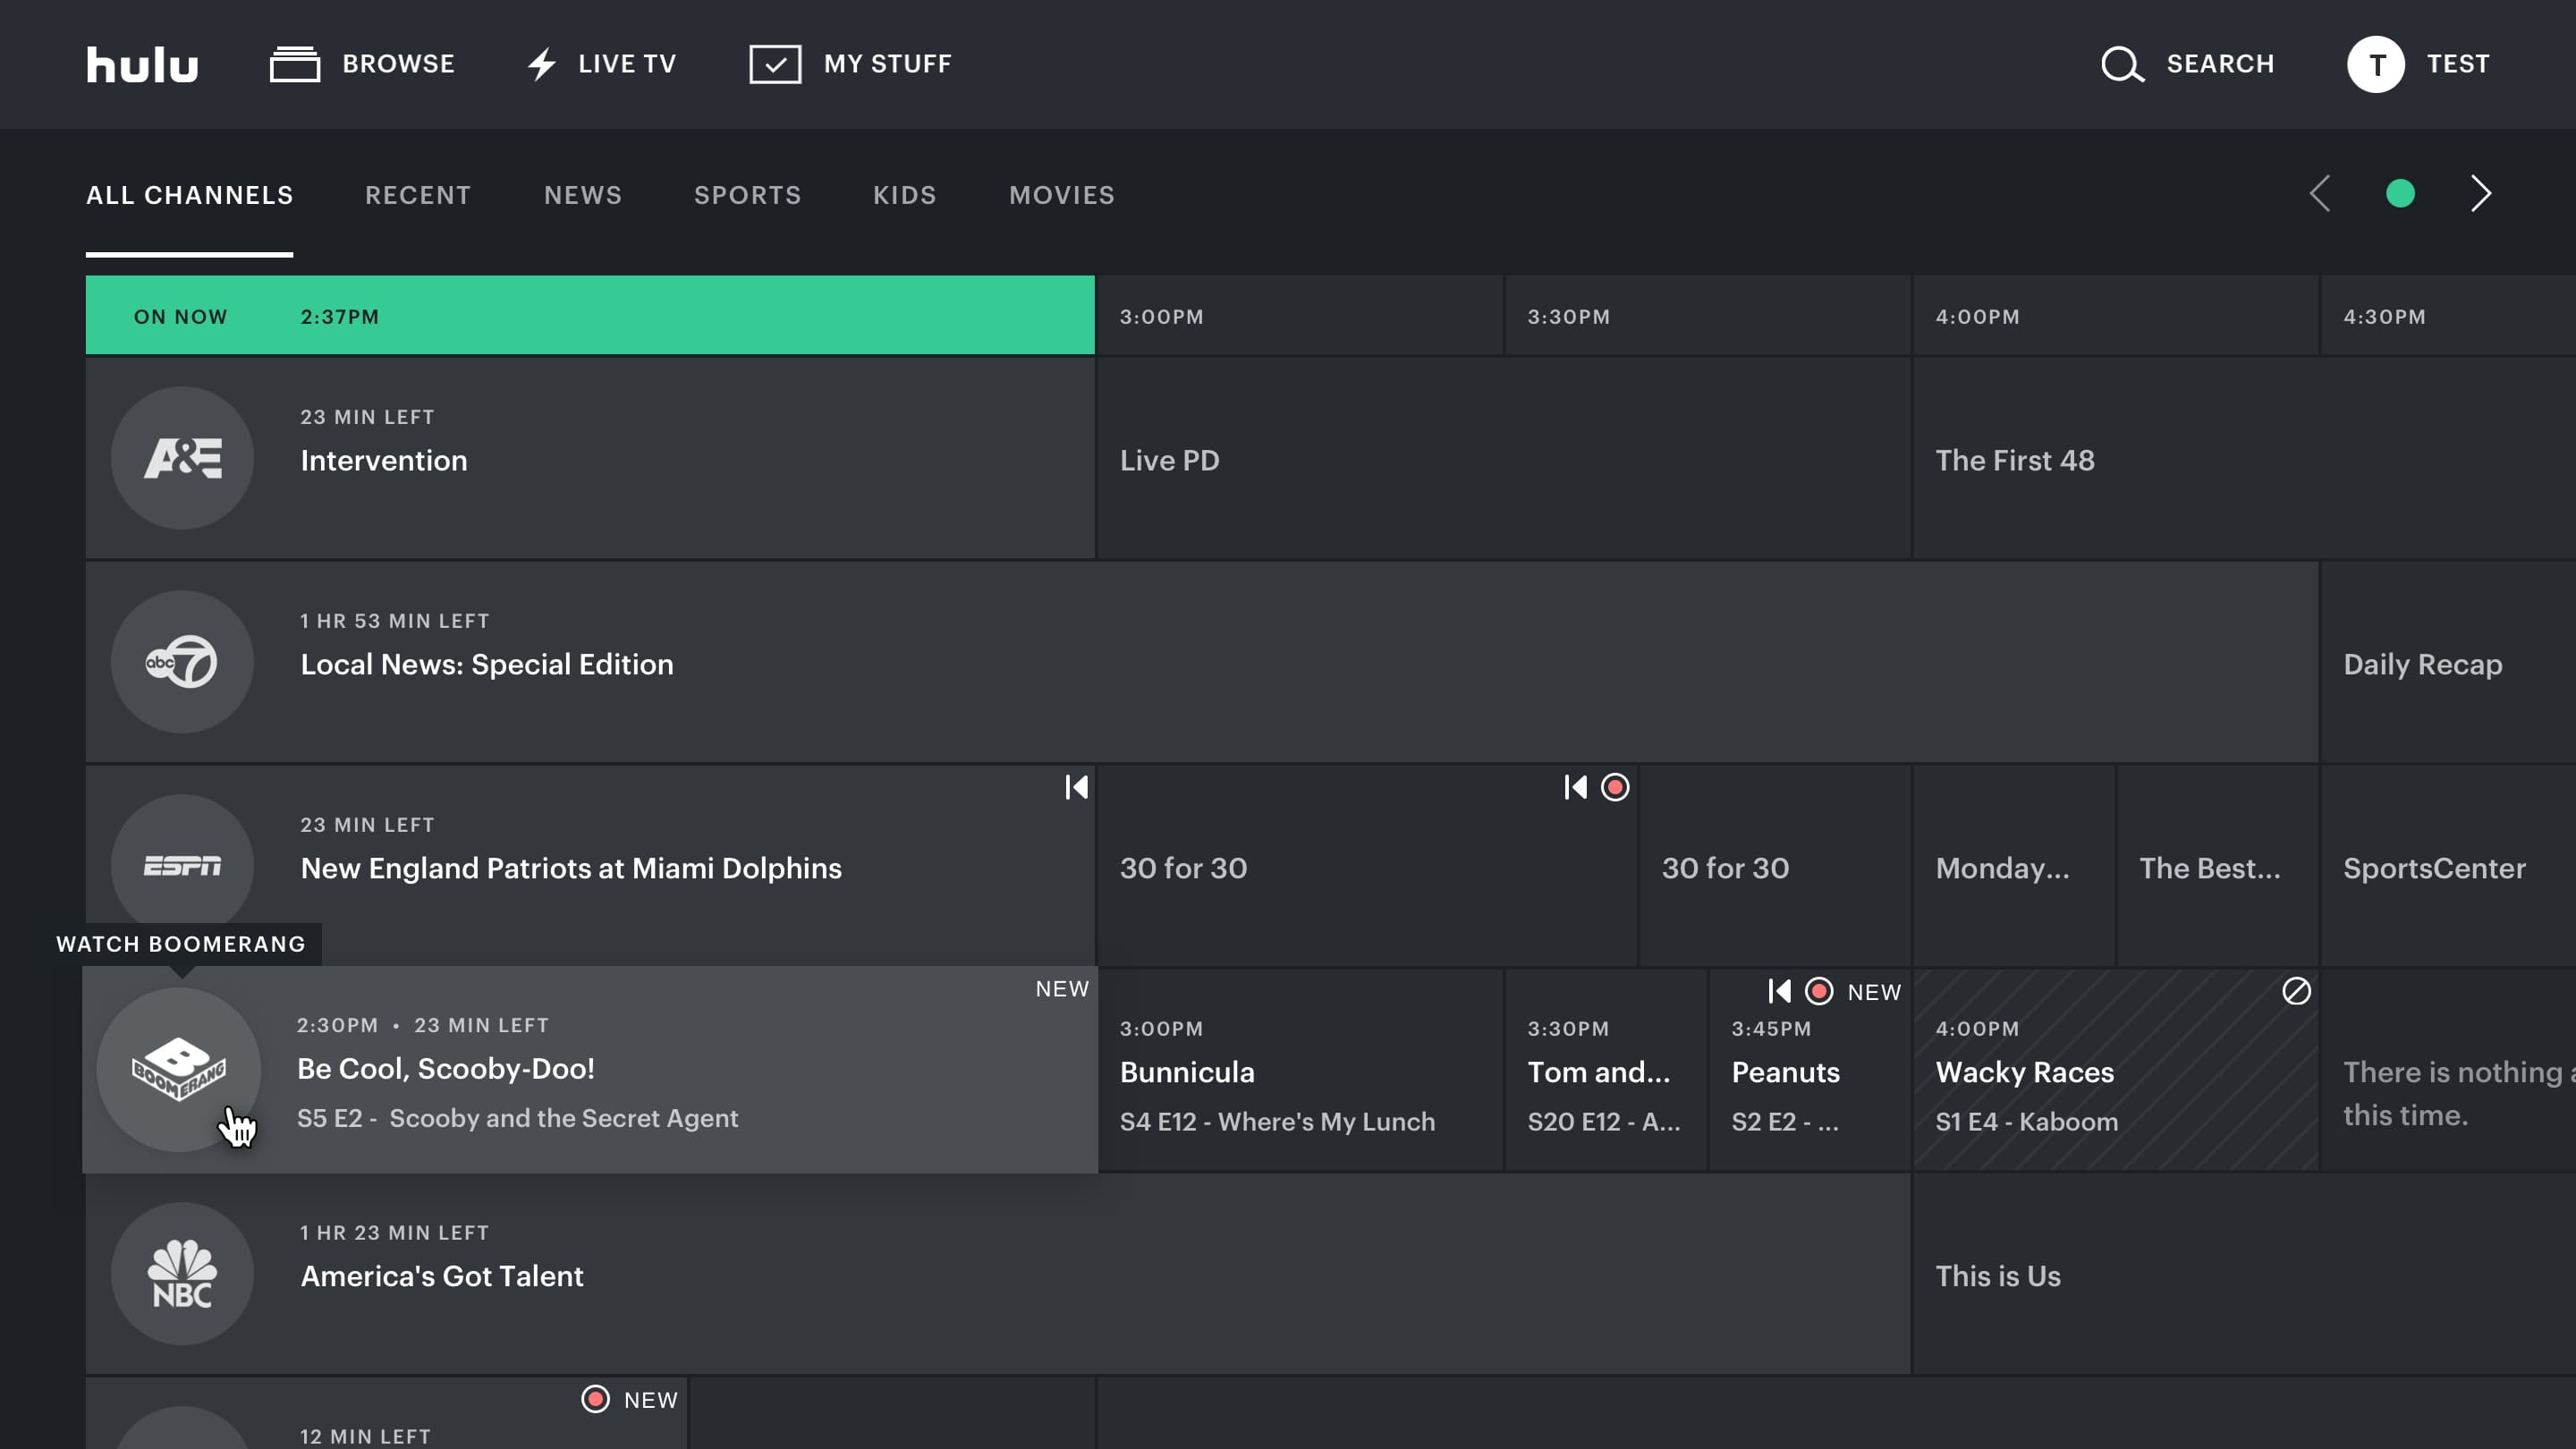 hulu BROWSE LIVE TV MY STUFF SEARCH T TEST
ALL CHANNELS RECENT NEWS SPORTS KIDS MOVIES
ON NOW 2:37PM 3:00PM 3:30PM 4:00PM 4:30PM
A&E
23 MIN LEFT
Intervention
Live PD
The First 48
abc 7
1 HR 53 MIN LEFT
Local News: Special Edition
Daily Recap
ESPN
23 MIN LEFT
New England Patriots at Miami Dolphins
30 for 30
30 for 30
Monday...
The Best...
SportsCenter
WATCH BOOMERANG
B BOOMERANG
NEW
2:30PM • 23 MIN LEFT
Be Cool, Scooby-Doo!
S5 E2 - Scooby and the Secret Agent
3:00PM
Bunnicula
S4 E12 - Where's My Lunch
3:30PM
Tom and...
S20 E12 - A...
NEW
3:45PM
Peanuts
S2 E2 - ...
4:00PM
Wacky Races
S1 E4 - Kaboom
There is nothing
this time.
NBC
1 HR 23 MIN LEFT
America's Got Talent
This is Us
NEW
12 MIN LEFT